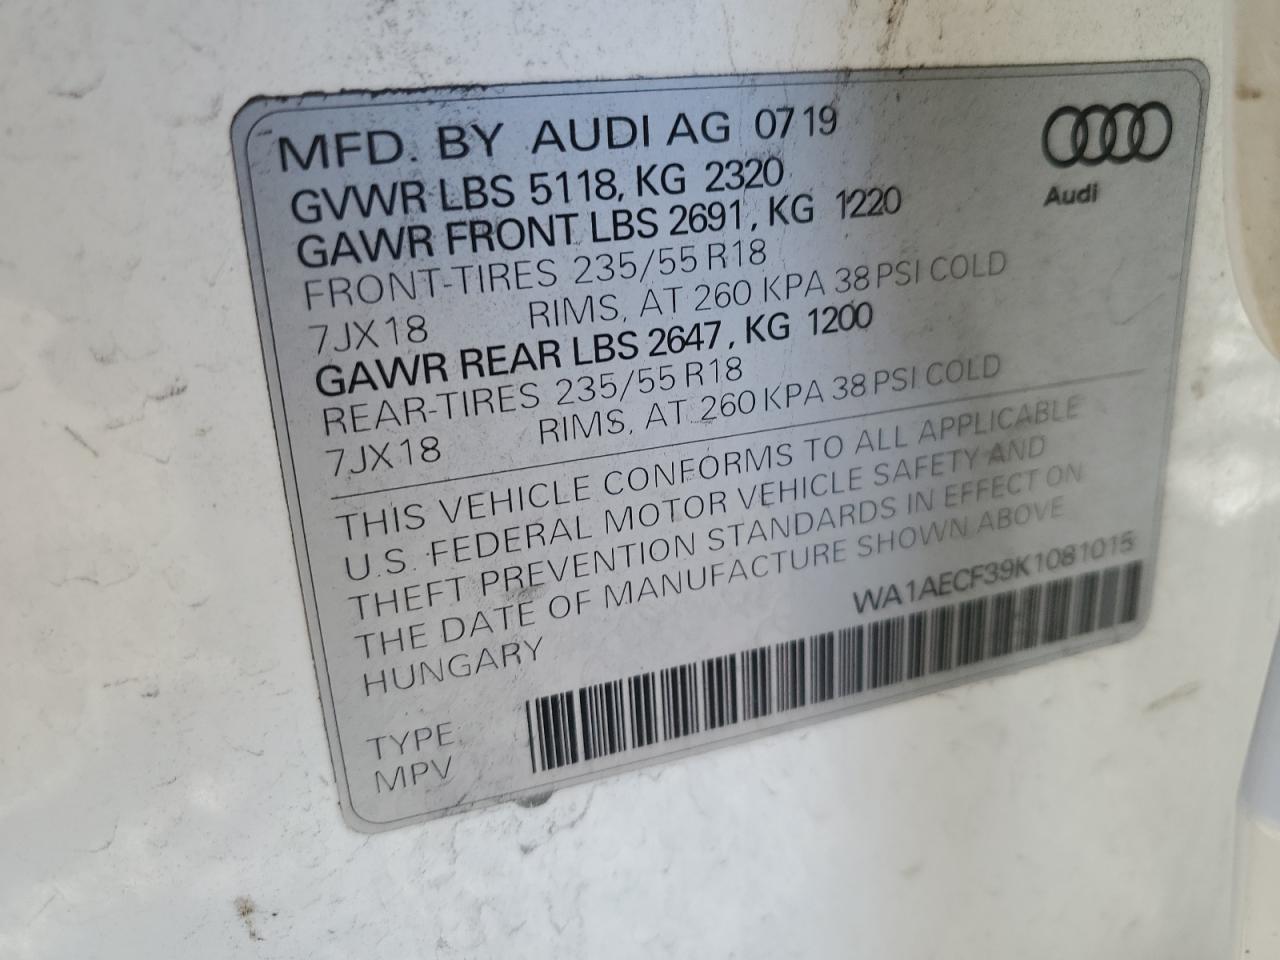 MFD. BY AUDI AG 07 19
GVWR LBS 5118, KG 2320
GAWR FRONT LBS 2691, KG 1220
FRONT-TIRES 235/55 R18
7JX18 RIMS, AT 260 KPA 38 PSI COLD
GAWR REAR LBS 2647, KG 1200
REAR-TIRES 235/55 R18
7JX18 RIMS, AT 260 KPA 38 PSI COLD
Audi
THIS VEHICLE CONFORMS TO ALL APPLICABLE
U.S. FEDERAL MOTOR VEHICLE SAFETY AND
THEFT PREVENTION STANDARDS IN EFFECT ON
THE DATE OF MANUFACTURE SHOWN ABOVE
HUNGARY
WA1AECF39K1081015
TYPE:
MPV